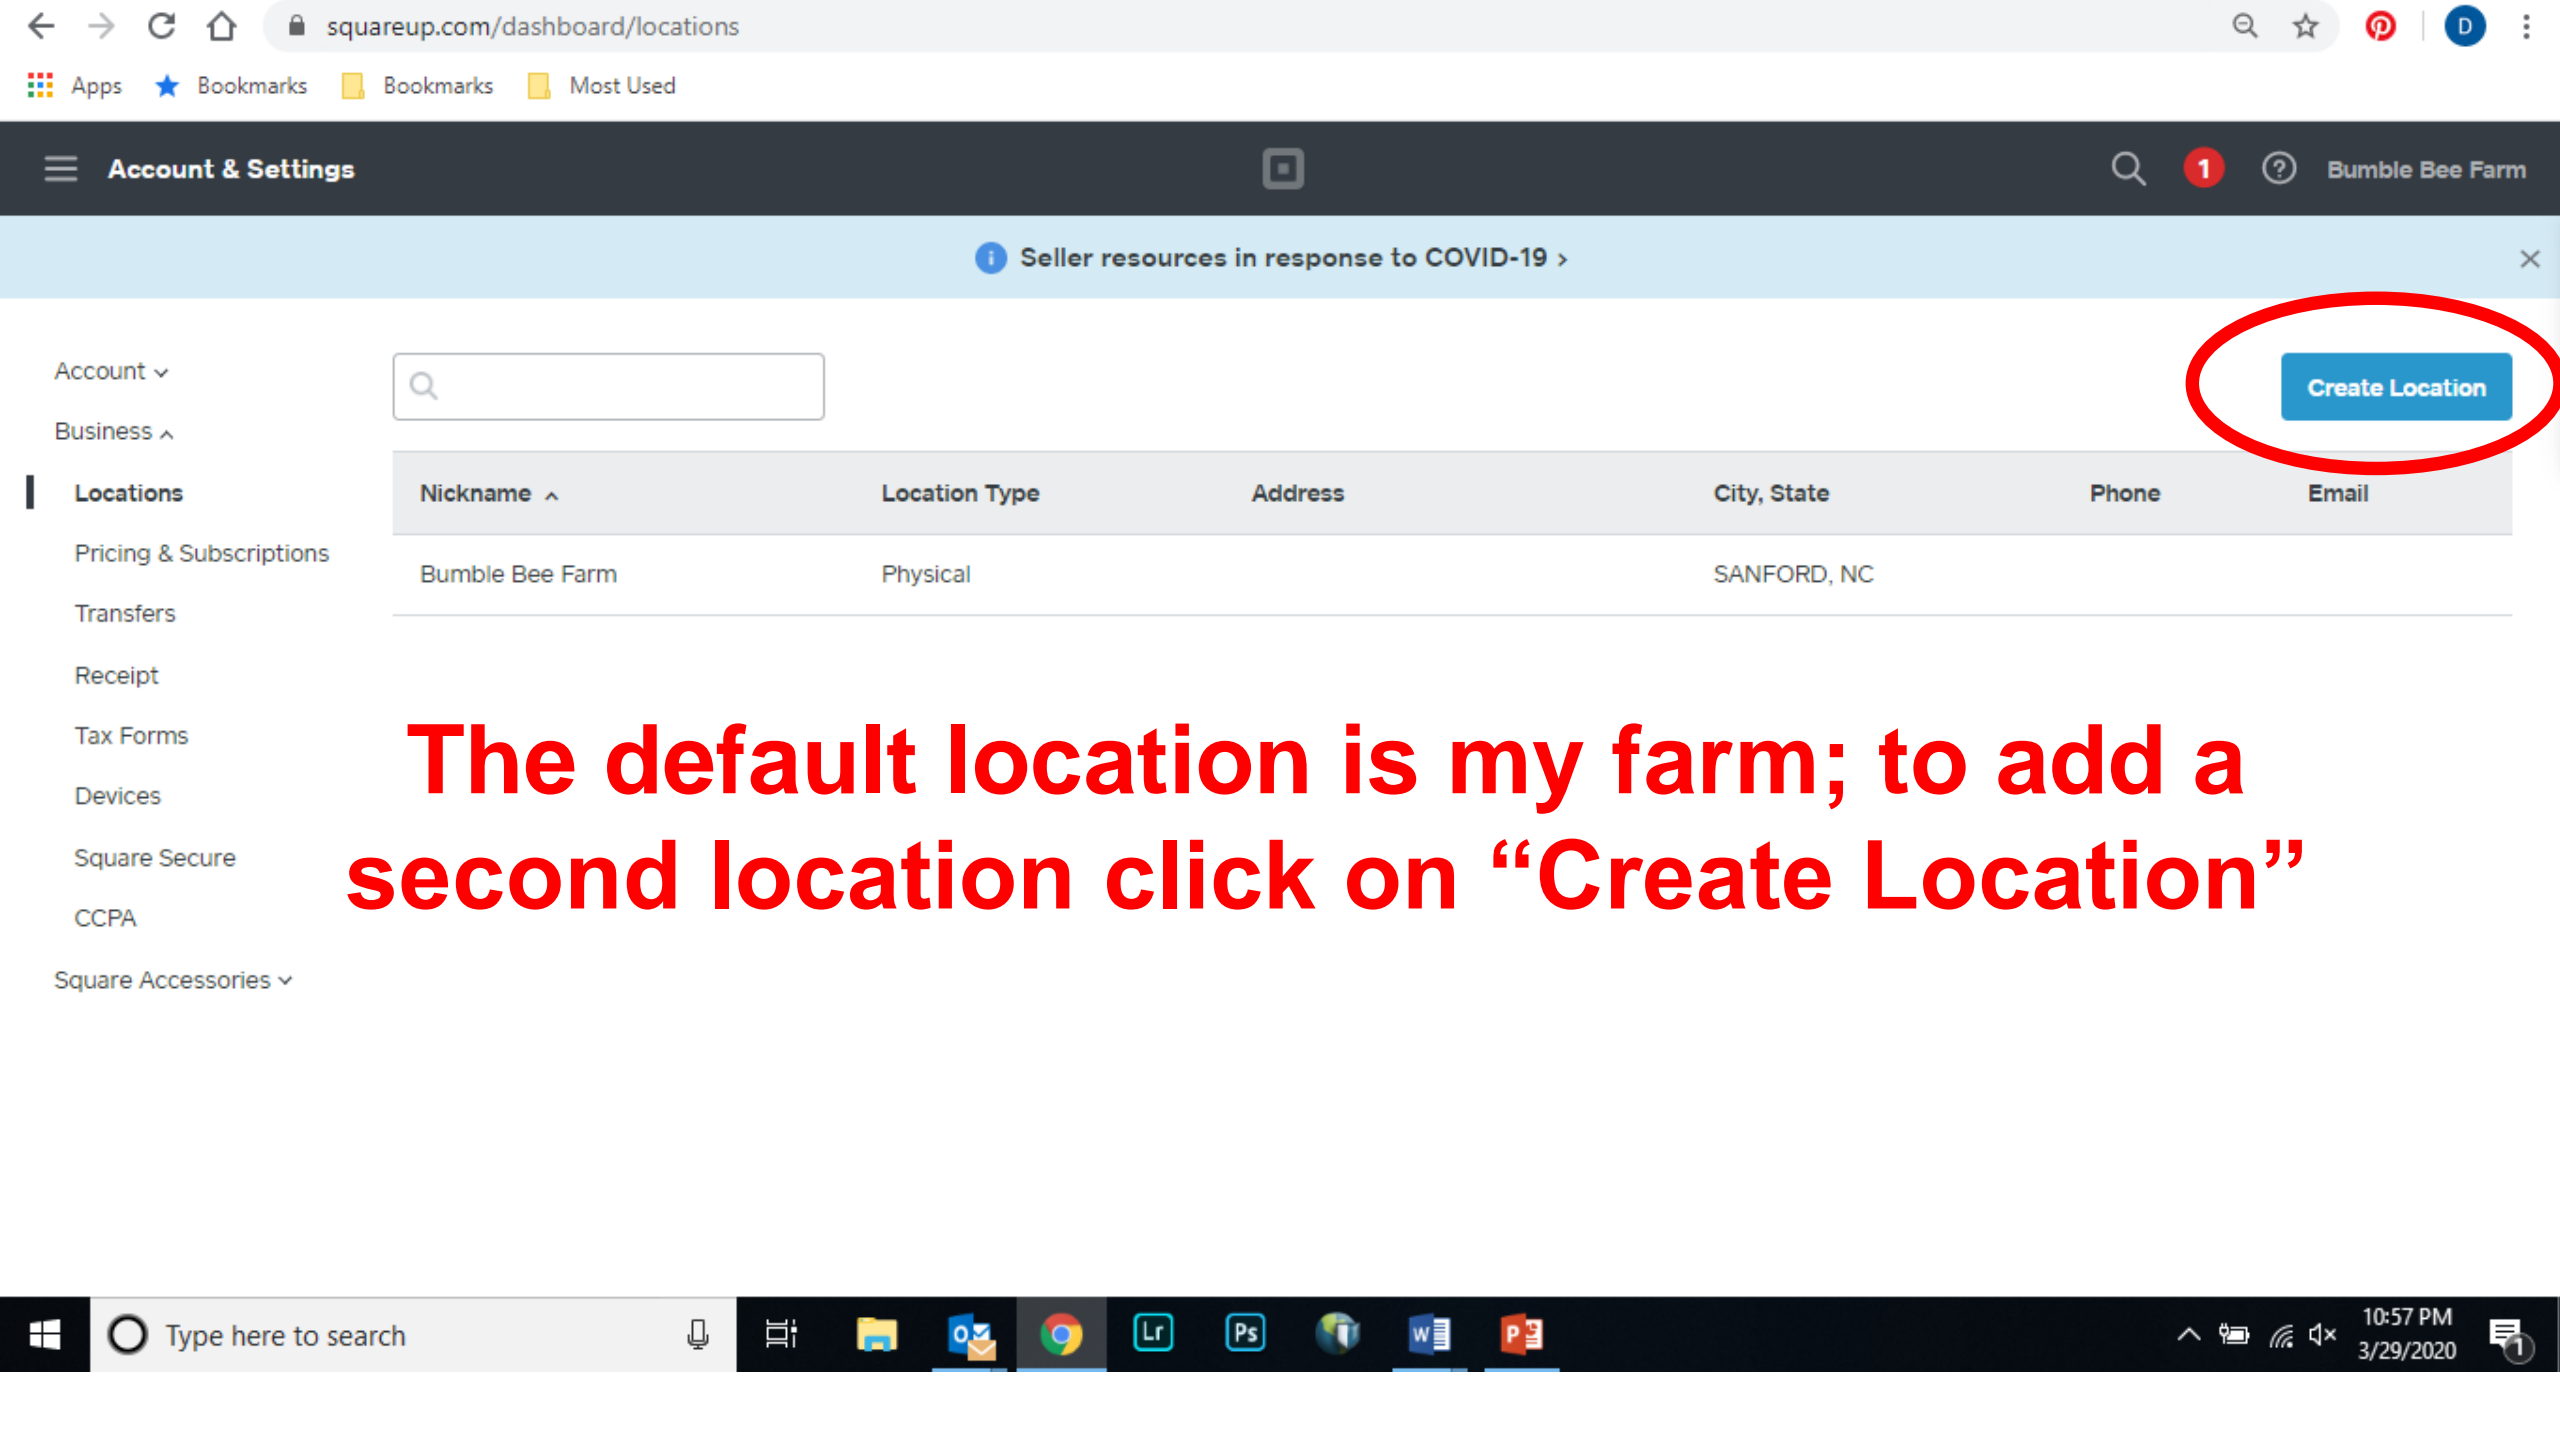 squareup.com/dashboard/locations
D
Apps Bookmarks Bookmarks Most Used
Account & Settings
1 ? Bumble Bee Farm
i Seller resources in response to COVID-19 >
Account
Create Location
Business
Locations
Nickname Location Type Address City, State Phone Email
Pricing & Subscriptions
Bumble Bee Farm Physical SANFORD, NC
Transfers
Receipt
Tax Forms
Devices
Square Secure
CCPA
Square Accessories
The default location is my farm; to add a
second location click on “Create Location”
Type here to search
Lr Ps
10:57 PM
3/29/2020
1